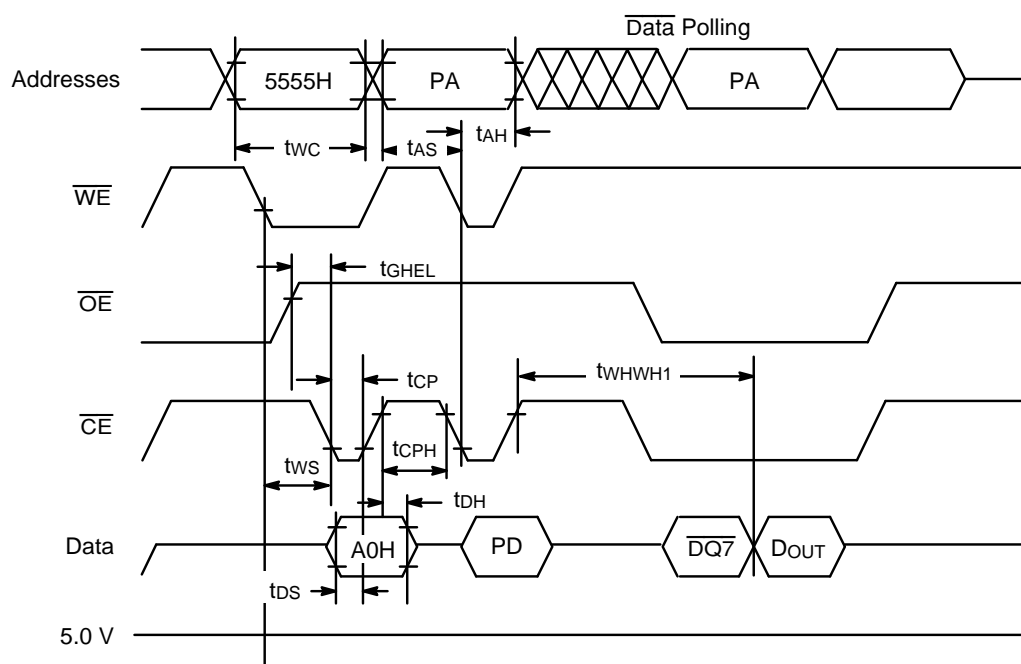 Data Polling
Addresses 5555H PA PA
tWC tAS tAH
WE
tGHEL
OE
tCP tWHWH1
CE
tWS tCPH
tDH
Data A0H PD DQ7 DOUT
tDS
5.0 V